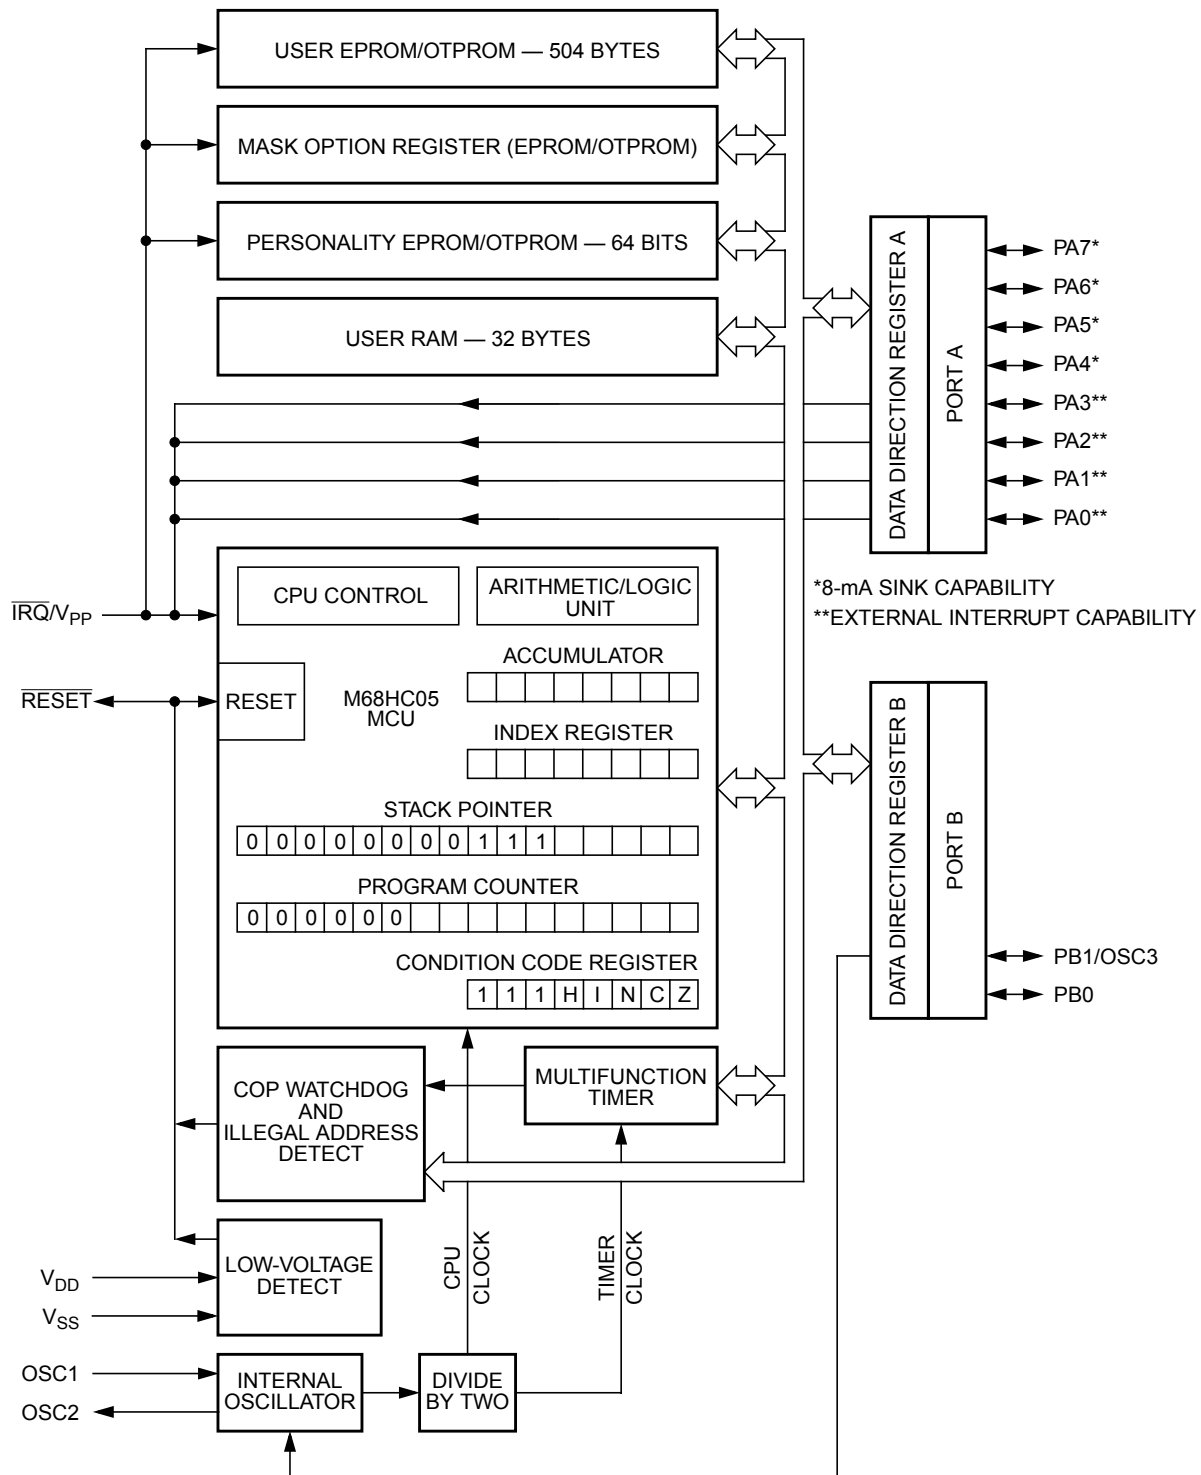 USER EPROM/OTPROM — 504 BYTES
MASK OPTION REGISTER (EPROM/OTPROM)
PERSONALITY EPROM/OTPROM — 64 BITS
USER RAM — 32 BYTES
DATA DIRECTION REGISTER A
PORT A
PA7*
PA6*
PA5*
PA4*
PA3**
PA2**
PA1**
PA0**
*8-mA SINK CAPABILITY
**EXTERNAL INTERRUPT CAPABILITY
IRQ/VPP
RESET
CPU CONTROL
ARITHMETIC/LOGIC
UNIT
RESET
M68HC05
MCU
ACCUMULATOR
INDEX REGISTER
STACK POINTER
0 0 0 0 0 0 0 0 1 1 1
PROGRAM COUNTER
0 0 0 0 0 0
CONDITION CODE REGISTER
1 1 1 H I N C Z
DATA DIRECTION REGISTER B
PORT B
PB1/OSC3
PB0
COP WATCHDOG
AND
ILLEGAL ADDRESS
DETECT
MULTIFUNCTION
TIMER
LOW-VOLTAGE
DETECT
VDD
VSS
CPU
CLOCK
TIMER
CLOCK
OSC1
OSC2
INTERNAL
OSCILLATOR
DIVIDE
BY TWO